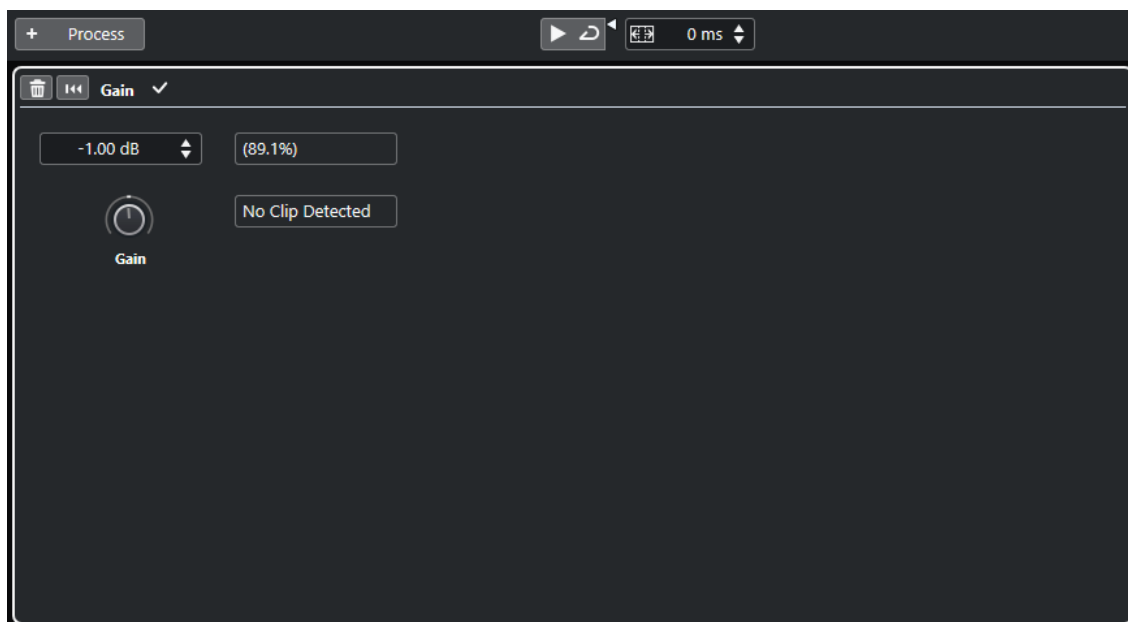 + Process
0 ms
Gain
-1.00 dB
(89.1%)
No Clip Detected
Gain